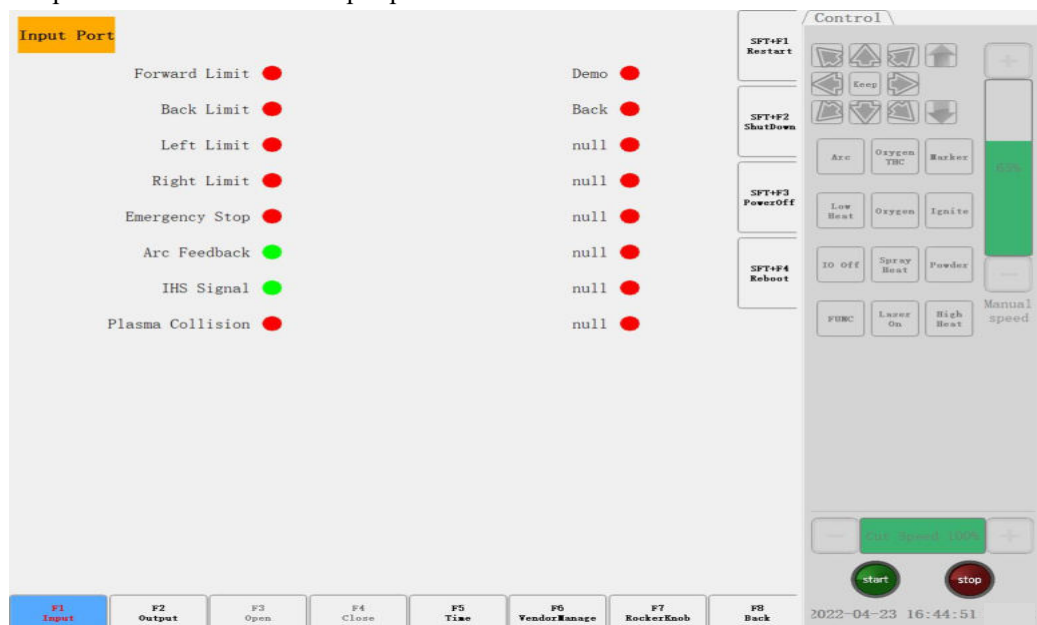 Input Port
Forward Limit
Back Limit
Left Limit
Right Limit
Emergency Stop
Arc Feedback
IHS Signal
Plasma Collision
Demo
Back
null
null
null
null
null
null
SFT+F1
Restart
SFT+F2
ShutDown
SFT+F3
PowerOff
SFT+F4
Reboot
Control
Keep
Arc
Oxygen
THC
Marker
Low
Heat
Oxygen
Ignite
IO Off
Spray
Heat
Powder
FUNC
Laser
On
High
Heat
+
65%
Manual
speed
Cut Speed 100%
+
start
stop
F1
Input
F2
Output
F3
Open
F4
Close
F5
Time
F6
VendorManage
F7
RockerKnob
F8
Back
2022-04-23 16:44:51